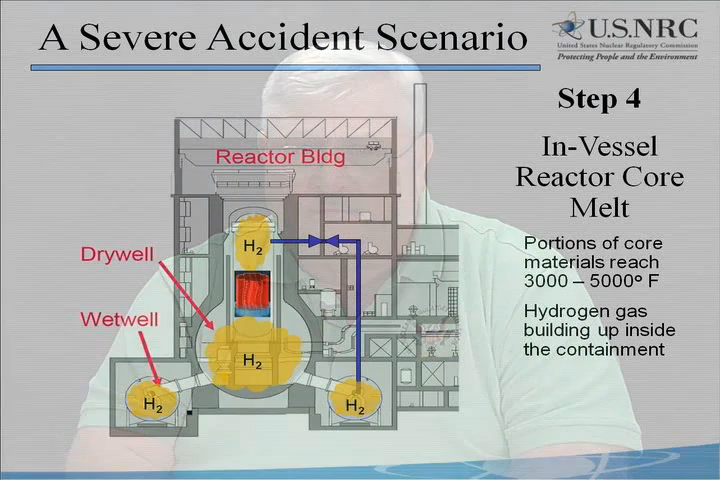 A Severe Accident Scenario
U.S.NRC
United States Nuclear Regulatory Commission
Protecting People and the Environment
Step 4
In-Vessel
Reactor Core
Melt
Portions of core
materials reach
3000 – 5000° F
Hydrogen gas
building up inside
the containment
Reactor Bldg
Drywell
Wetwell
H₂
H₂
H₂
H₂